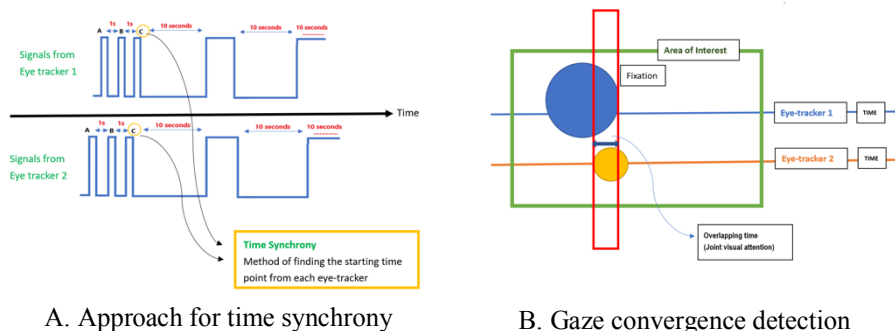 A 1s B 1s C 10 seconds 10 seconds 10 seconds
Signals from
Eye tracker 1
Time
A 1s B 1s C 10 seconds 10 seconds 10 seconds
Signals from
Eye tracker 2
Time Synchrony
Method of finding the starting time
point from each eye-tracker
A. Approach for time synchrony
Area of Interest
Fixation
Eye-tracker 1 TIME
Eye-tracker 2 TIME
Overlapping time
(Joint visual attention)
B. Gaze convergence detection